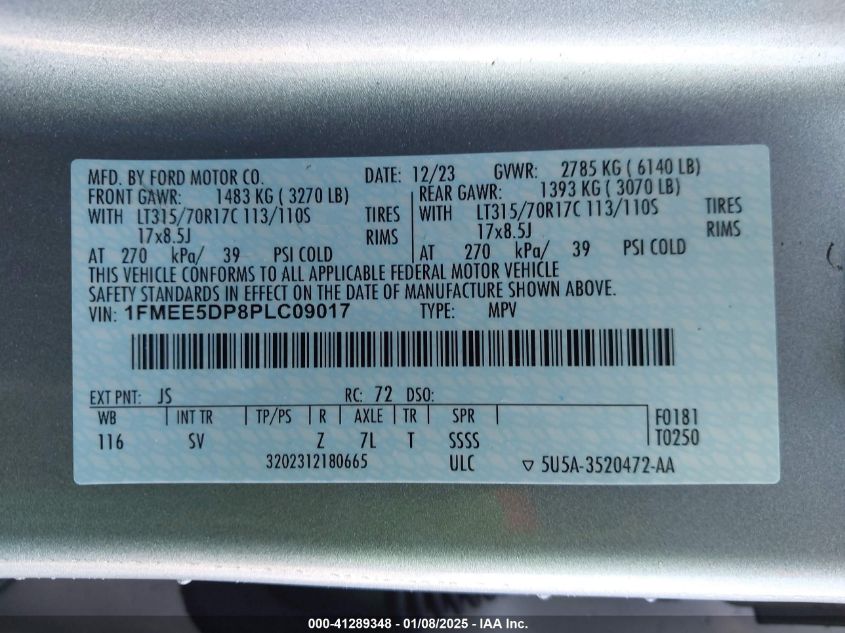 MFD. BY FORD MOTOR CO. DATE: 12/23 GVWR: 2785 KG ( 6140 LB)
FRONT GAWR: 1483 KG ( 3270 LB) REAR GAWR: 1393 KG ( 3070 LB)
WITH LT315/70R17C 113/110S TIRES WITH LT315/70R17C 113/110S TIRES
17x8.5J RIMS 17x8.5J RIMS
AT 270 kPa/ 39 PSI COLD AT 270 kPa/ 39 PSI COLD
THIS VEHICLE CONFORMS TO ALL APPLICABLE FEDERAL MOTOR VEHICLE
SAFETY STANDARDS IN EFFECT ON THE DATE OF MANUFACTURE SHOWN ABOVE.
VIN: 1FMEE5DP8PLC09017 TYPE: MPV
EXT PNT: JS RC: 72 DSO:
WB INT TR TP/PS R AXLE TR SPR F0181
116 SV Z 7L T SSSS T0250
3202312180665 ULC ▽ 5U5A-3520472-AA
000-41289348 - 01/08/2025 - IAA Inc.